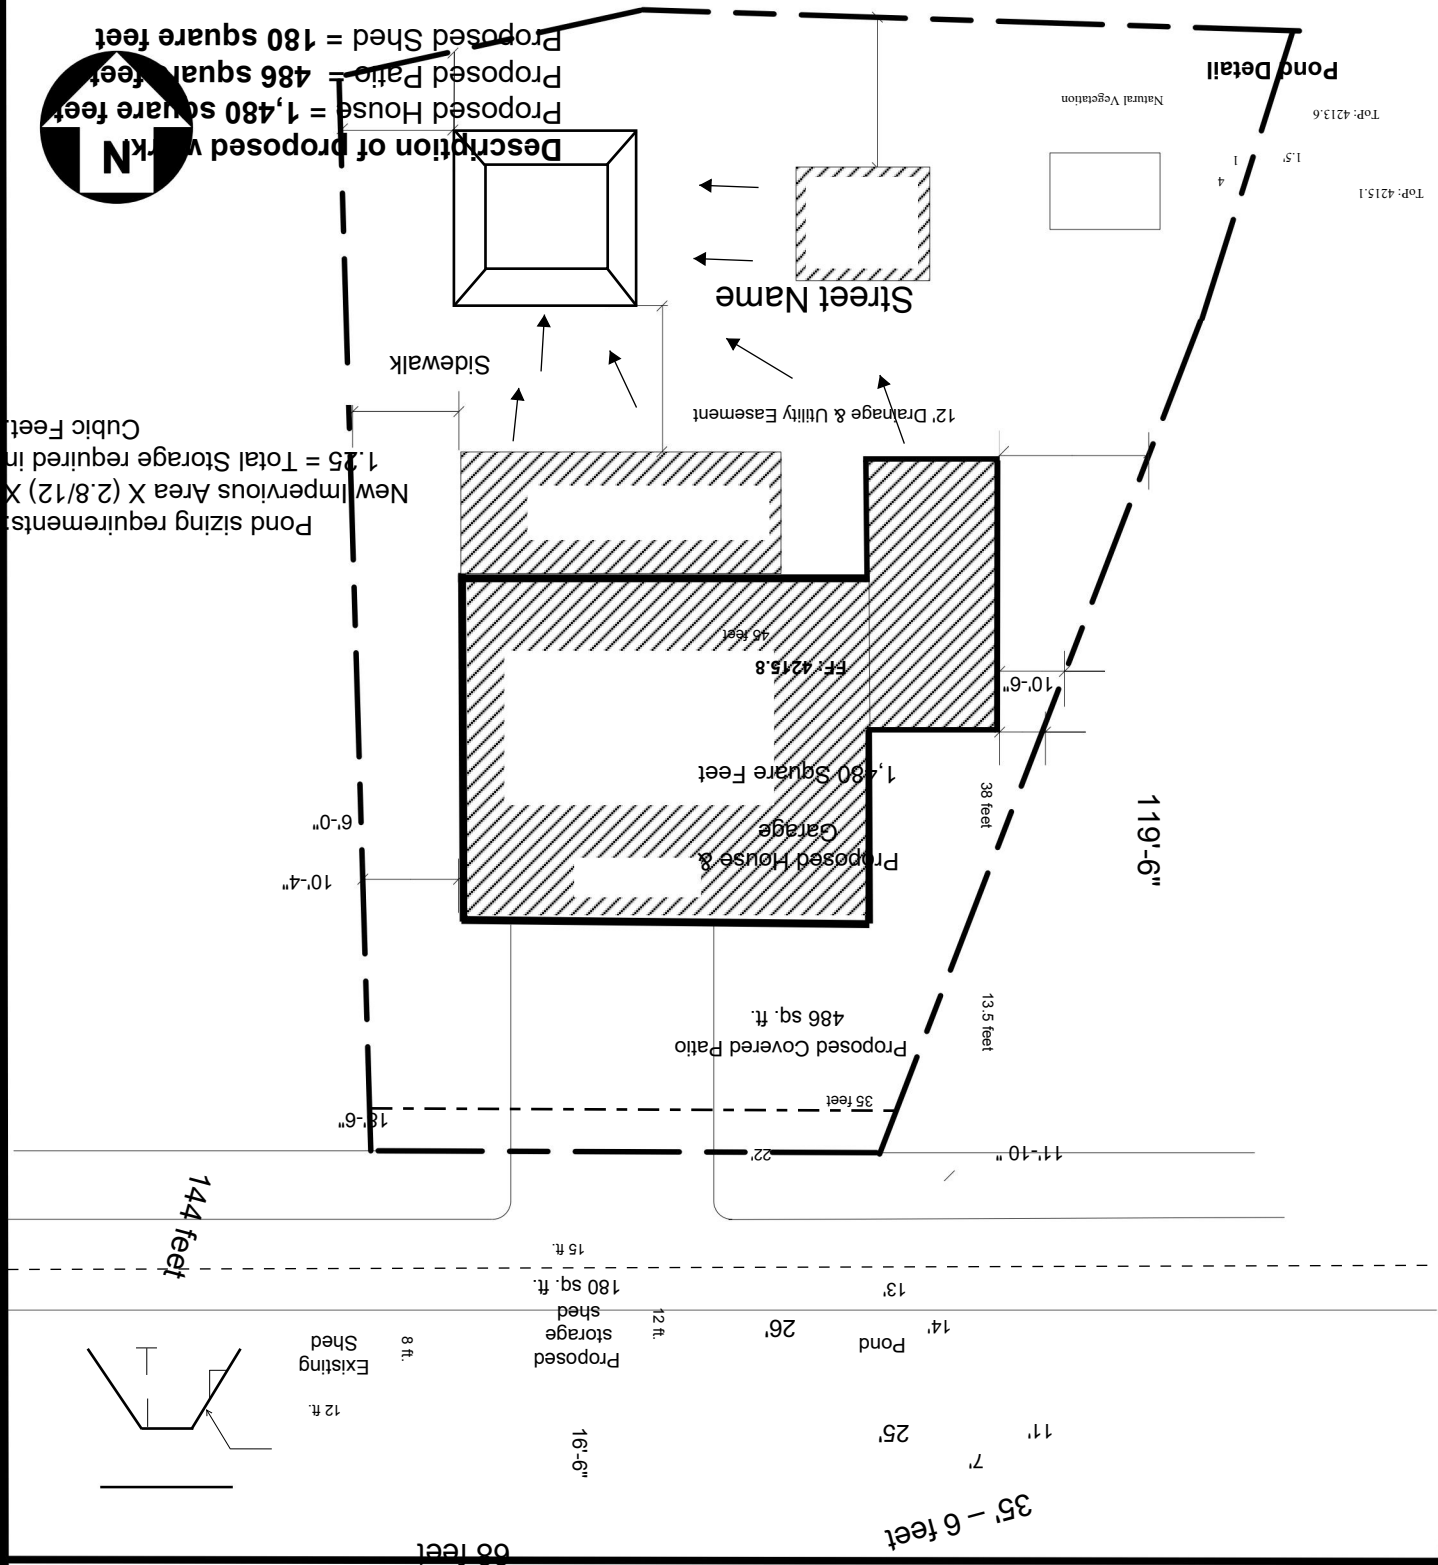 Proposed Shed = 180 square feet
Proposed Patio = 486 square feet
Proposed House = 1,480 square feet
Description of proposed work:
N
Pond Detail
Natural Vegetation
ToP: 4213.6
1.5'
1
4
ToP: 4215.1
Street Name
Sidewalk
12' Drainage & Utility Easement
Pond sizing requirements:
New Impervious Area X (2.8/12) X
1.25 = Total Storage required in
Cubic Feet.
45 feet
FF: 4215.8
10'-6"
1,480 Square Feet
38 feet
119'-6"
6'-0"
Proposed House &
Garage
10'-4"
13.5 feet
Proposed Covered Patio
486 sq. ft.
35 feet
18'-6"
22'
11'-10 "
144 feet
15 ft.
Proposed
storage
shed
180 sq. ft.
12 ft.
13'
26'
14'
Pond
Existing
Shed
8 ft.
12 ft.
16'-6"
25'
11'
7'
35' – 6 feet
68 feet